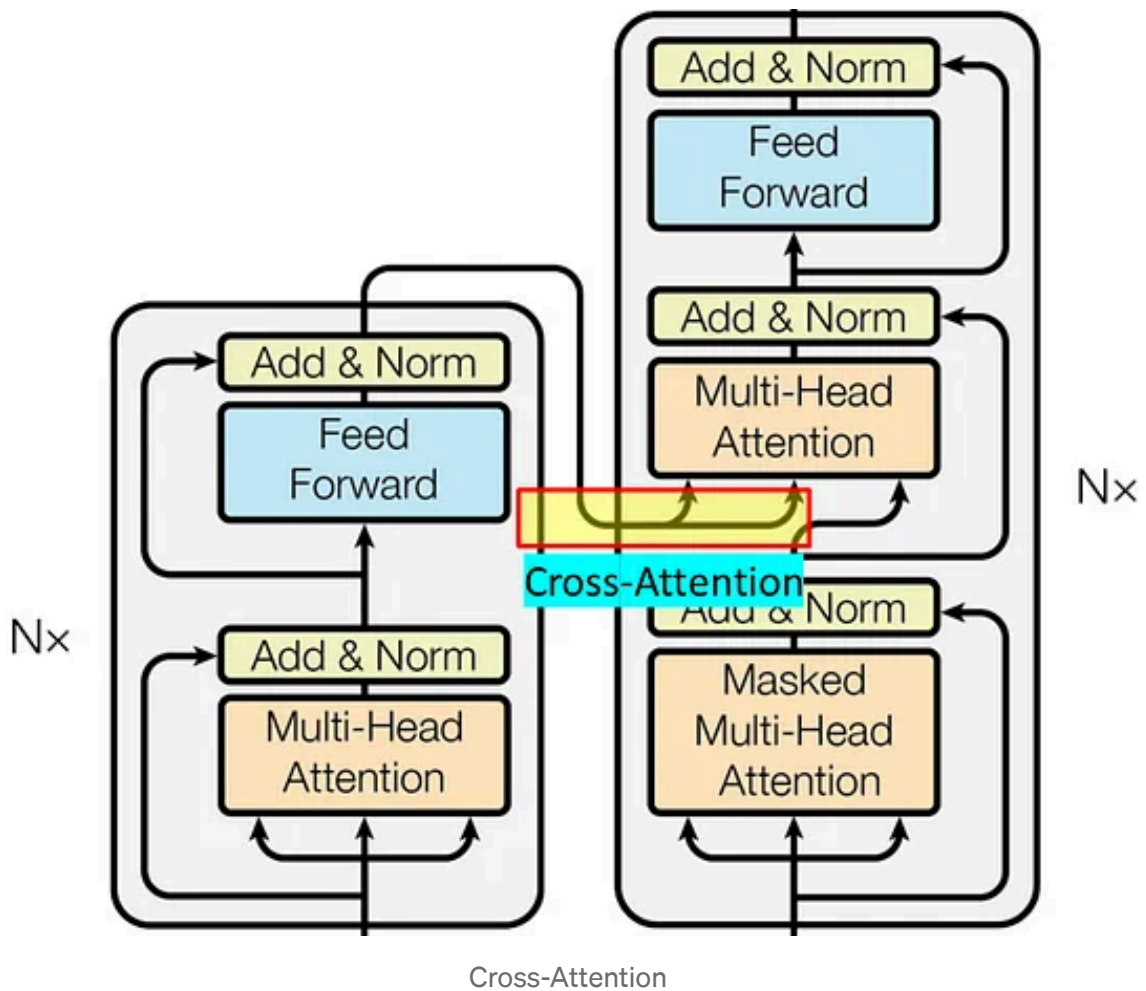 Add & Norm
Feed
Forward
Add & Norm
Multi-Head
Attention
Nx
Add & Norm
Feed
Forward
Add & Norm
Multi-Head
Attention
Nx
Cross-Attention
Add & Norm
Masked
Multi-Head
Attention
Cross-Attention